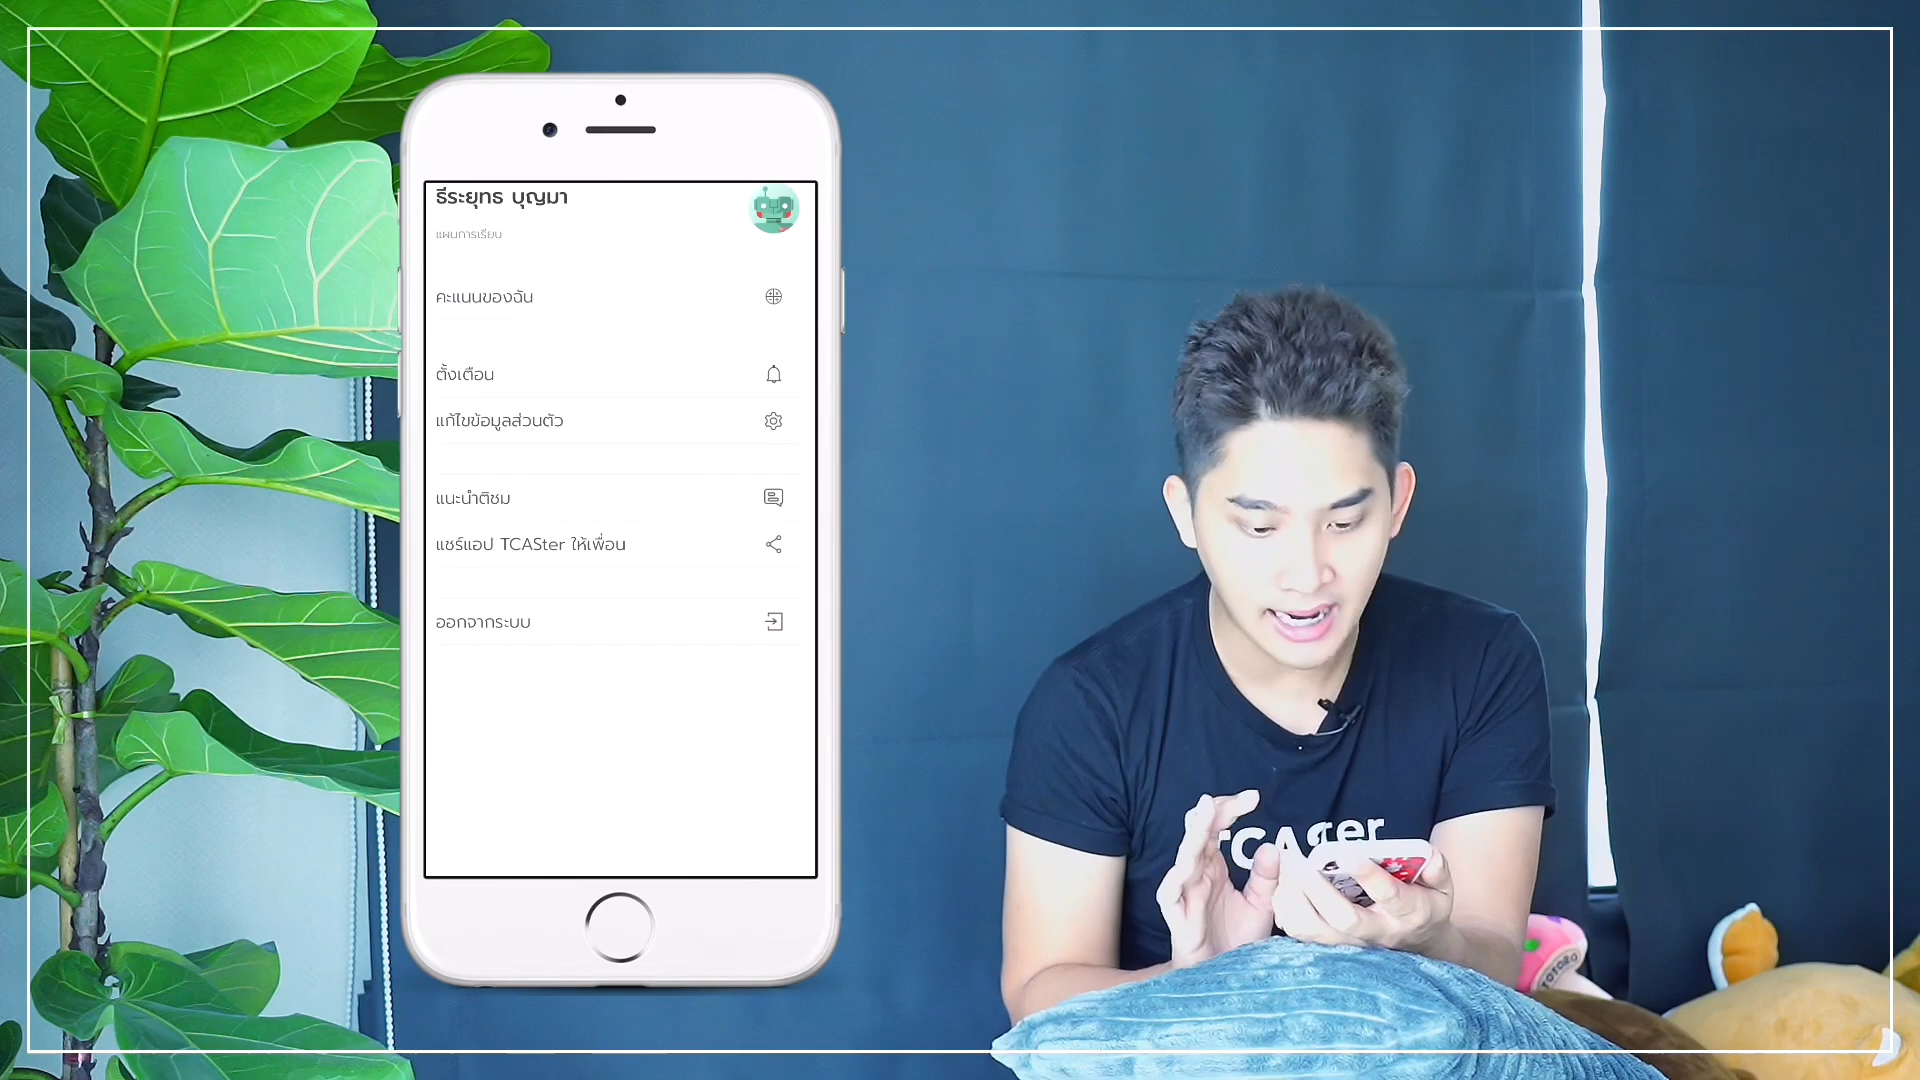 ธีระยุทธ บุญมา
แผนการเรียน
คะแนนของฉัน
ตั้งเตือน
แก้ไขข้อมูลส่วนตัว
แนะนำติชม
แชร์แอป TCASter ให้เพื่อน
ออกจากระบบ
TCASter
TOTORO